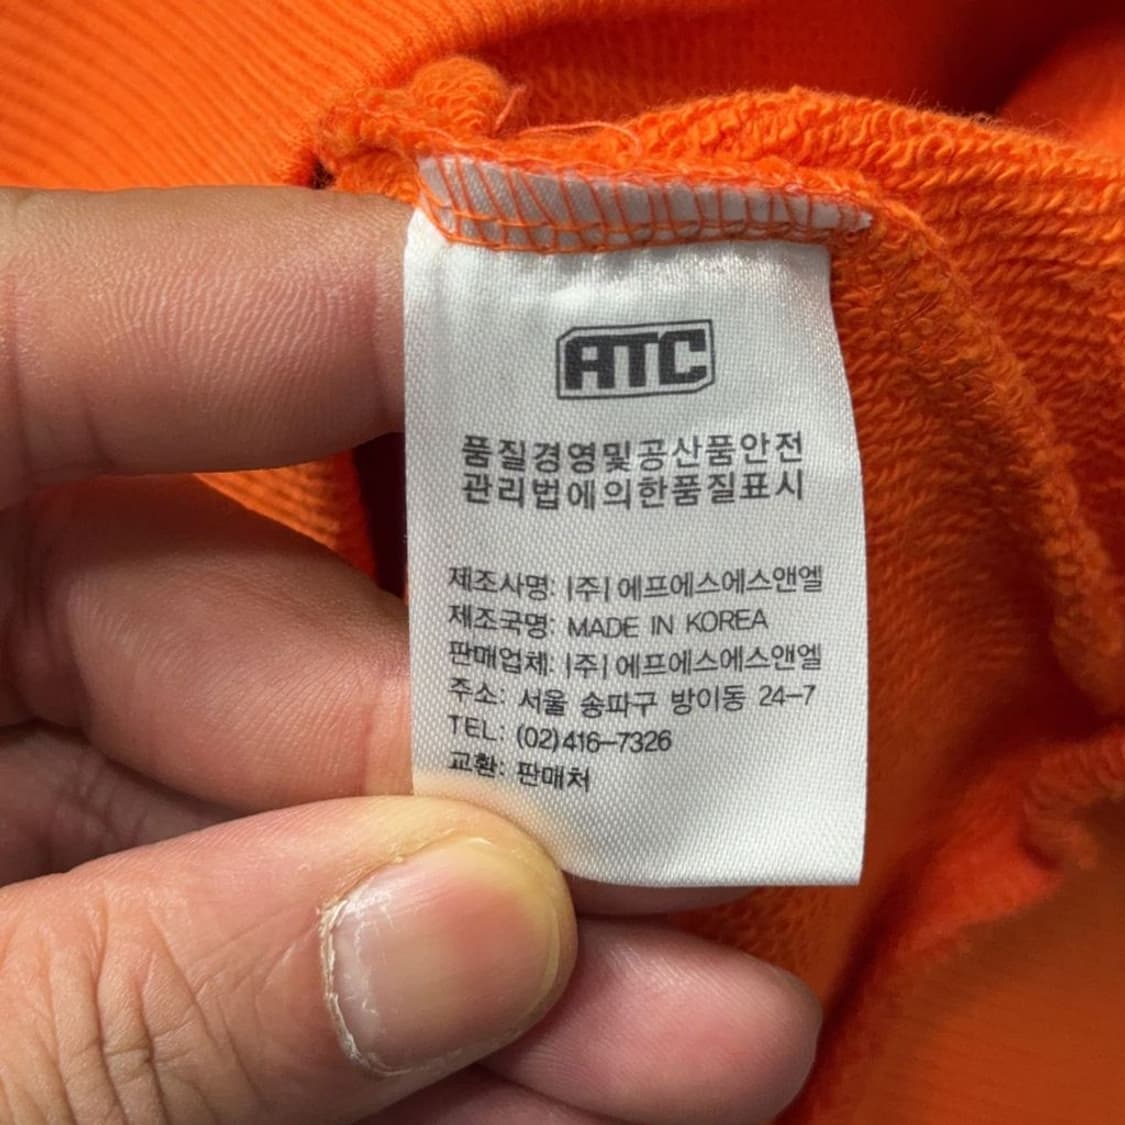 ATC
품질경영및공산품안전
관리법에의한품질표시
제조사명: |주| 에프에스에스앤엘
제조국명: MADE IN KOREA
판매업체: |주| 에프에스에스앤엘
주소: 서울 송파구 방이동 24-7
TEL: (02)416-7326
교환: 판매처